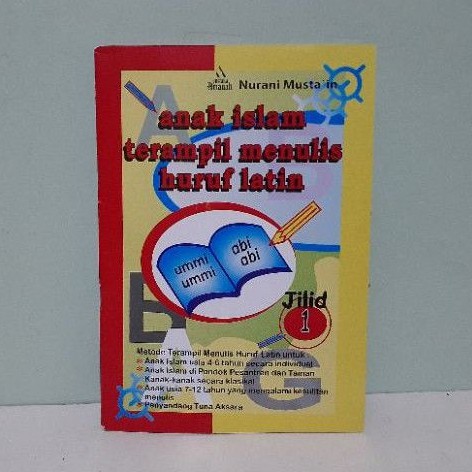 Nurani Musta'in
anak islam
terampil menulis
huruf latin
ummi
ummi
abi
abi
Jilid
1
Metode Terampil Menulis Huruf Latin untuk :
Anak Islam usia 4-6 tahun secara individual
Anak Islam di Pondok Pesantren dan Taman
Kanak-kanak secara klasikal
Anak usia 7-12 tahun yang mengalami kesulitan
menulis
Penyandang Tuna Aksara